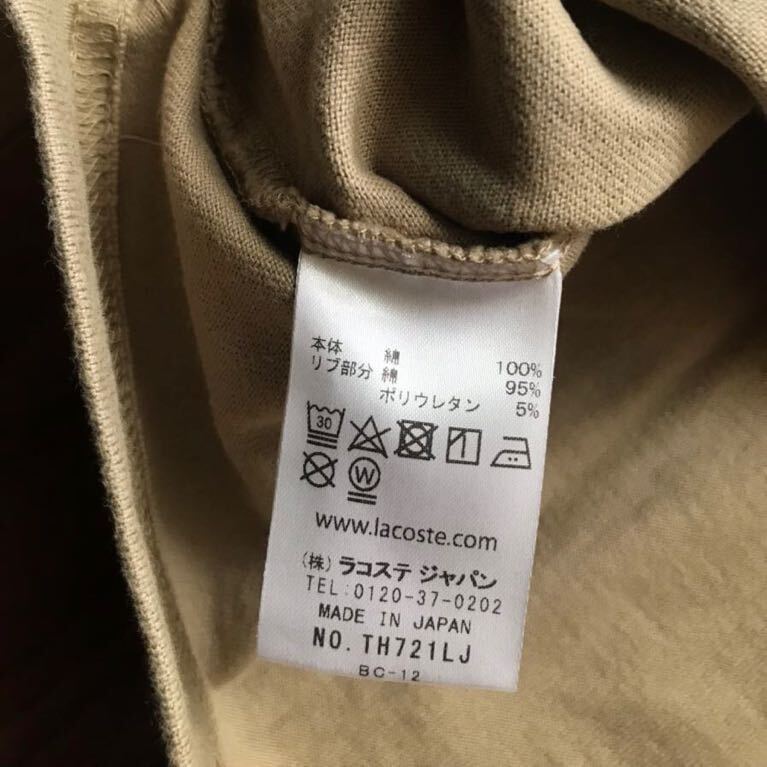 本体 綿 100%
リブ部分 綿 95%
ポリウレタン 5%
30
W
www.lacoste.com
(株) ラコステ ジャパン
TEL:0120-37-0202
MADE IN JAPAN
NO.TH721LJ
BC-12